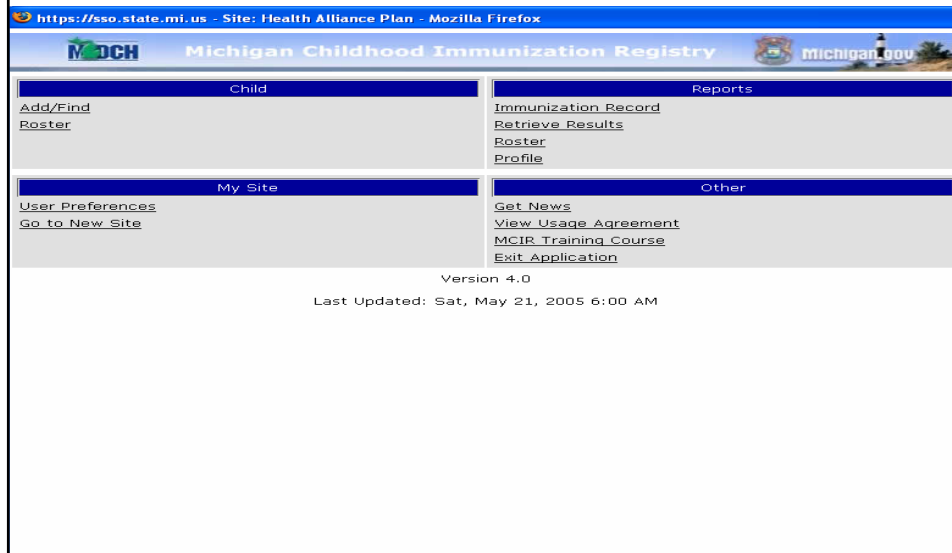 https://sso.state.mi.us - Site: Health Alliance Plan - Mozilla Firefox
MDCH Michigan Childhood Immunization Registry michigan.gov
Child
Add/Find
Roster
Reports
Immunization Record
Retrieve Results
Roster
Profile
My Site
User Preferences
Go to New Site
Other
Get News
View Usage Agreement
MCIR Training Course
Exit Application
Version 4.0
Last Updated: Sat, May 21, 2005 6:00 AM